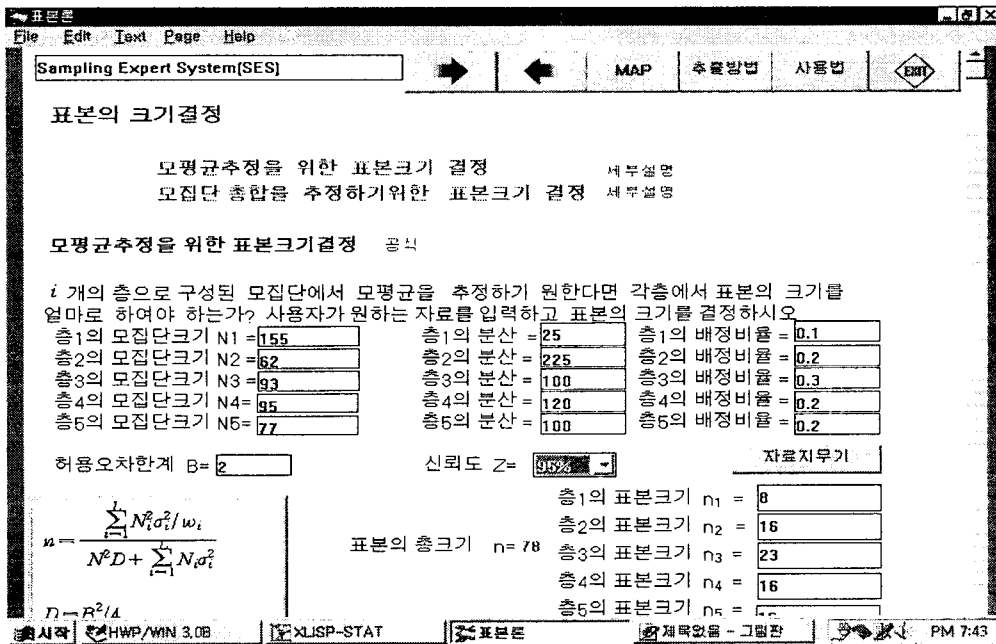 표본론
File Edit Text Page Help
Sampling Expert System(SES) MAP 추출방법 사용법 EXIT
표본의 크기결정
모평균추정을 위한 표본크기 결정 세부설명
모집단 총합을 추정하기위한 표본크기 결정 세부설명
모평균추정을 위한 표본크기결정 공식
i 개의 층으로 구성된 모집단에서 모평균을 추정하기 원한다면 각층에서 표본의 크기를
얼마로 하여야 하는가? 사용자가 원하는 자료를 입력하고 표본의 크기를 결정하시오
층1의 모집단크기 N1 = 155 층1의 분산 = 25 층1의 배정비율 = 0.1
층2의 모집단크기 N2 = 62 층2의 분산 = 225 층2의 배정비율 = 0.2
층3의 모집단크기 N3 = 93 층3의 분산 = 100 층3의 배정비율 = 0.3
층4의 모집단크기 N4= 95 층4의 분산 = 120 층4의 배정비율 = 0.2
층5의 모집단크기 N5= 77 층5의 분산 = 100 층5의 배정비율 = 0.2
허용오차한계 B= 2 신뢰도 Z= 95% 자료지우기
n = \frac{\sum_{i=1}^{L} N_i^2 σ_i^2 / w_i}{N^2 D + \sum_{i=1}^{L} N_i σ_i^2}
D = B^2/4
표본의 총크기 n= 78
층1의 표본크기 n1 = 8
층2의 표본크기 n2 = 16
층3의 표본크기 n3 = 23
층4의 표본크기 n4 = 16
층5의 표본크기 n5 =
시작 HWP/WIN 3.0B XLISP-STAT 표본론 제목없음 - 그림판 PM 7:43